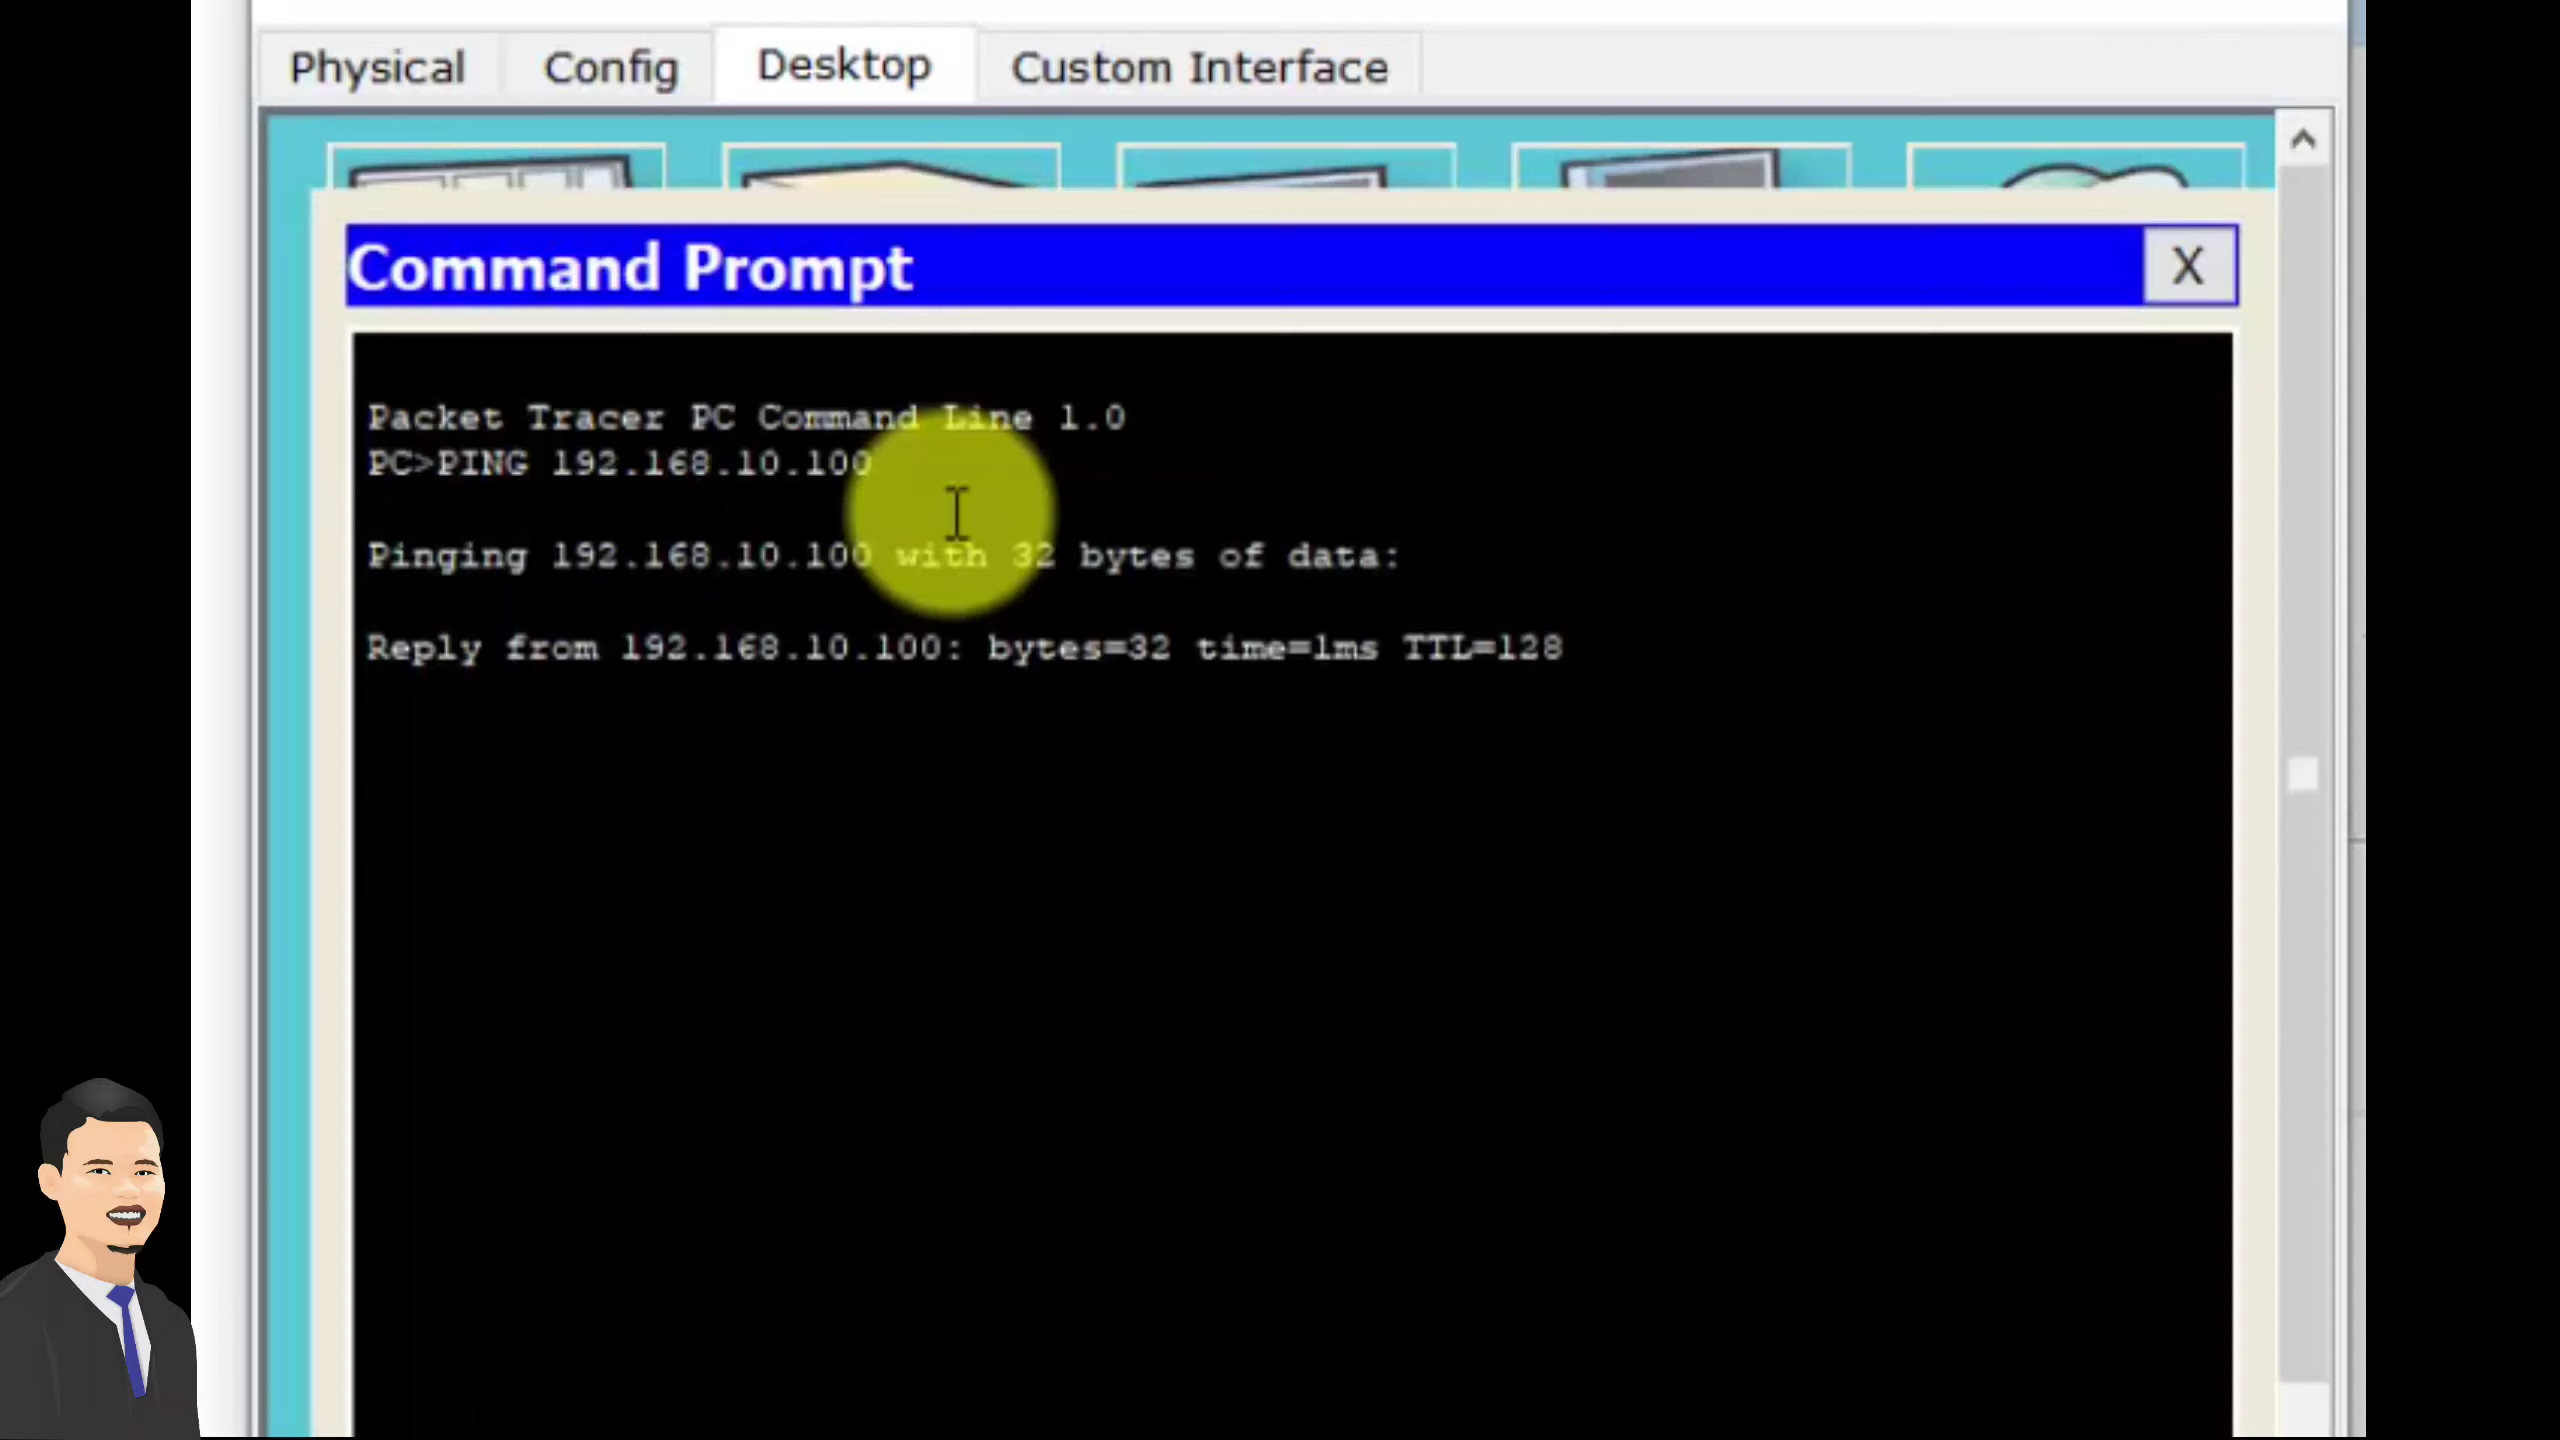 Physical Config Desktop Custom Interface
Command Prompt X
Packet Tracer PC Command Line 1.0
PC>PING 192.168.10.100
Pinging 192.168.10.100 with 32 bytes of data:
Reply from 192.168.10.100: bytes=32 time=1ms TTL=128